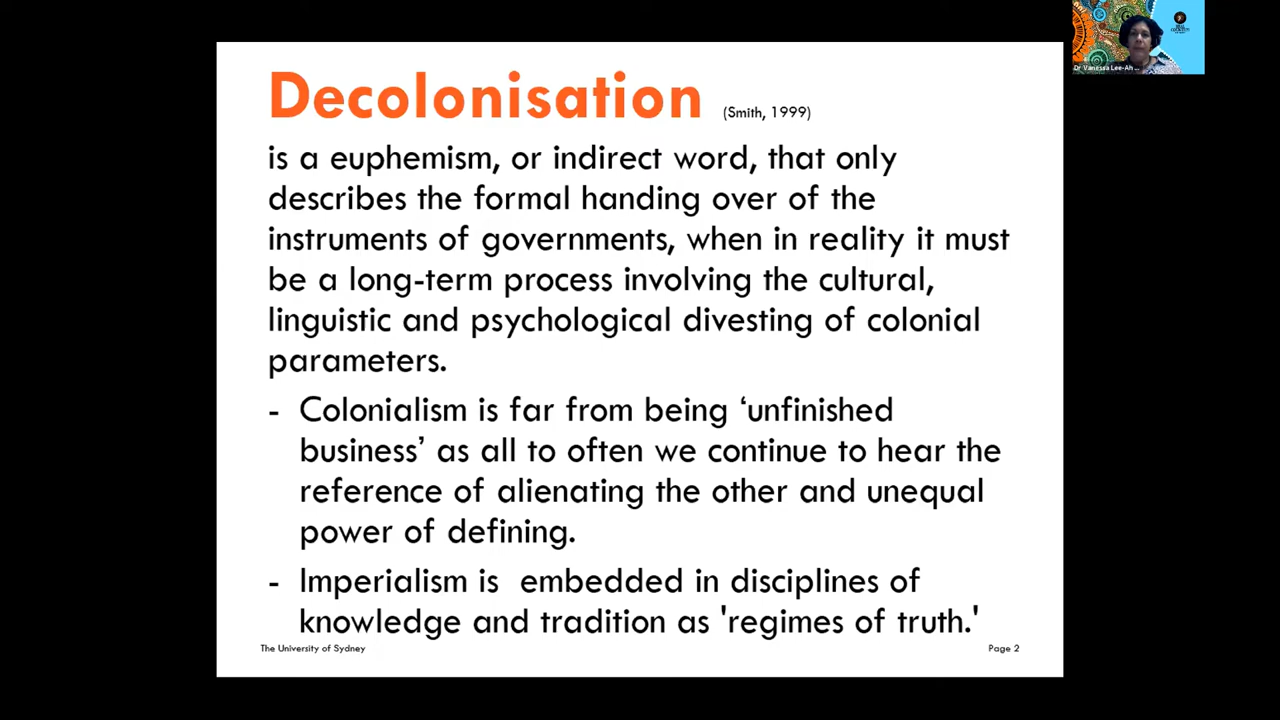 Decolonisation (Smith, 1999)
is a euphemism, or indirect word, that only
describes the formal handing over of the
instruments of governments, when in reality it must
be a long-term process involving the cultural,
linguistic and psychological divesting of colonial
parameters.
- Colonialism is far from being ‘unfinished
business’ as all to often we continue to hear the
reference of alienating the other and unequal
power of defining.
- Imperialism is embedded in disciplines of
knowledge and tradition as 'regimes of truth.'
The University of Sydney
Page 2
Dr Vanessa Lee-Ah ...